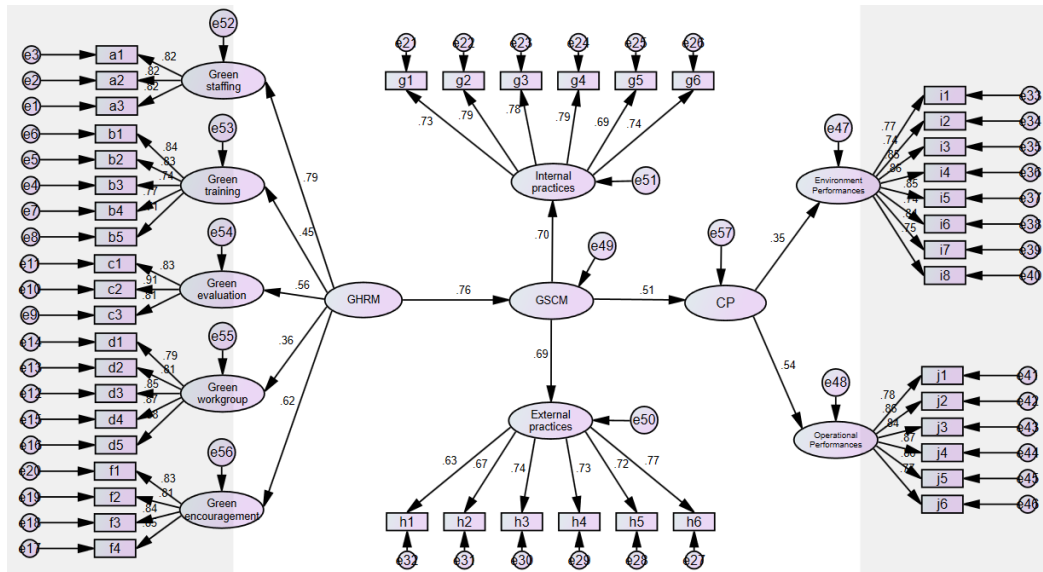 e52
e3 a1 .82
e2 a2 .82
e1 a3 .82
Green
staffing
e53
e6 b1 .84
e5 b2 .83
e4 b3 .74
e7 b4 .77
e8 b5
Green
training
e54
e11 c1 .83
e10 c2 .91
e9 c3 .81
Green
evaluation
e55
e14 d1 .79
e13 d2 .81
e12 d3 .85
e15 d4 .87
e16 d5
Green
workgroup
e56
e20 f1 .83
e19 f2 .81
e18 f3 .84
e17 f4 .85
Green
encouragement
.79
.45
.56
.36
.62
GHRM
.76
e21 e22 e23 e24 e25 e26
g1 g2 g3 g4 g5 g6
.73 .79 .78 .79 .69 .74
Internal
practices
e51
.70
e49
GSCM
.51
.69
External
practices
e50
.63 .67 .74 .73 .72 .77
h1 h2 h3 h4 h5 h6
e32 e31 e30 e29 e28 e27
e57
CP
.35
.54
e47
Environment
Performances
.77 i1 e33
.74 i2 e34
.85 i3 e35
.86 i4 e36
.85 i5 e37
.74 i6 e38
.84 i7 e39
.75 i8 e40
e48
Operational
Performances
.78 j1 e41
.86 j2 e42
.84 j3 e43
.87 j4 e44
j5 e45
.77 j6 e46